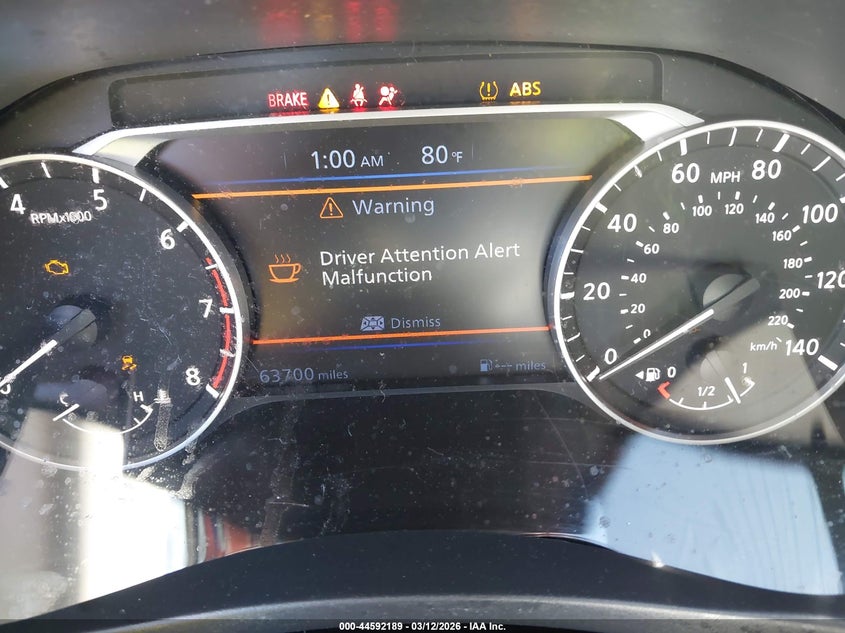 BRAKE
ABS
1:00 AM 80°F
Warning
Driver Attention Alert
Malfunction
Dismiss
63700 miles
--- miles
4
5
6
7
8
RPMx1000
C H
0
20
40
60
80
100
120
140
MPH
0
20
40
60
80
100
120
140
160
180
200
220
km/h
0 1/2 1
000-44592189 - 03/12/2026 - IAA Inc.